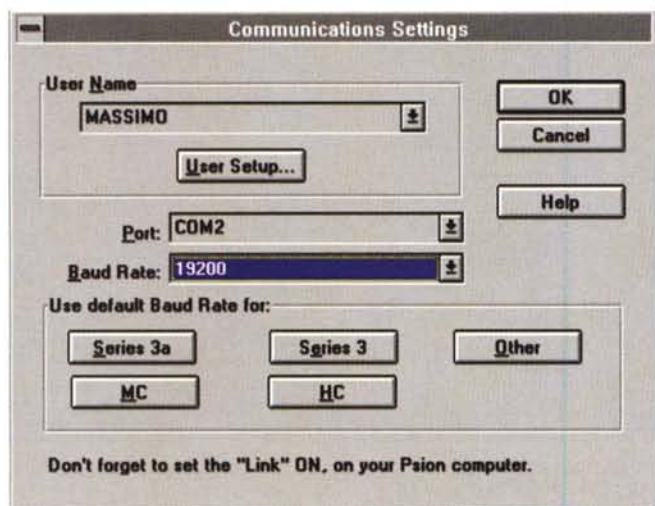 Communications Settings
User Name
MASSIMO
User Setup...
OK
Cancel
Help
Port: COM2
Baud Rate: 19200
Use default Baud Rate for:
Series 3a Series 3 Other
MC HC
Don't forget to set the "Link" ON, on your Psion computer.